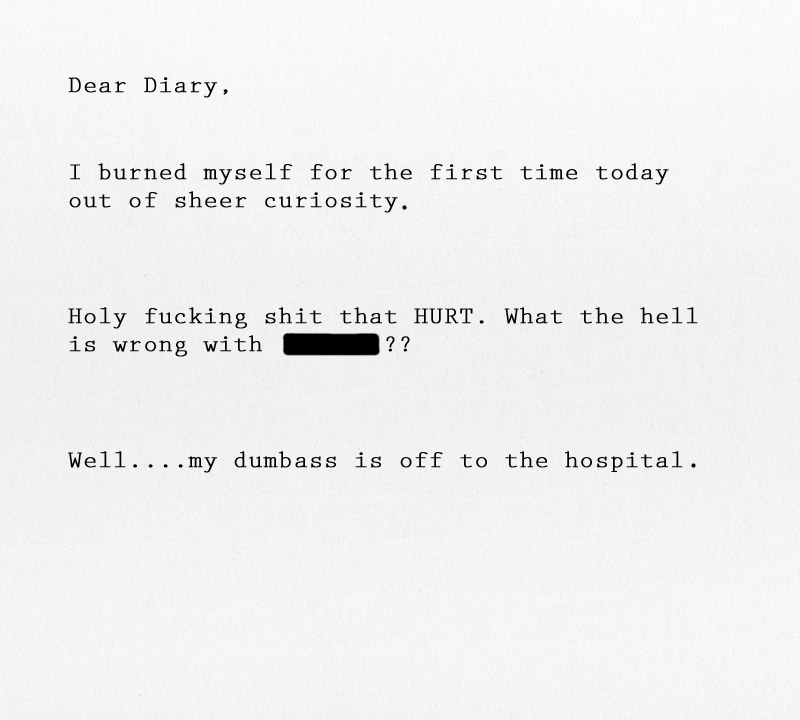 Dear Diary,
I burned myself for the first time today
out of sheer curiosity.
Holy fucking shit that HURT. What the hell
is wrong with ??
Well....my dumbass is off to the hospital.